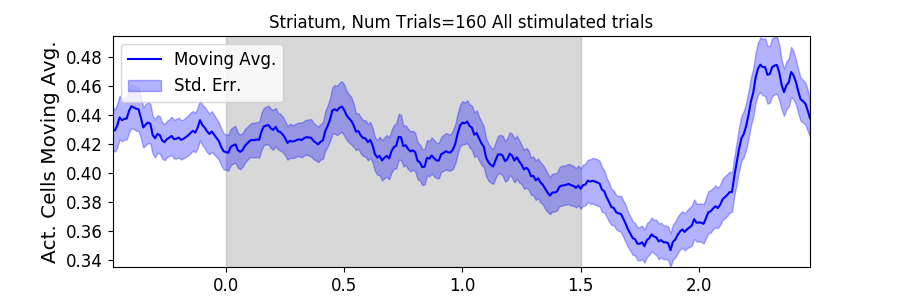 Striatum, Num Trials=160 All stimulated trials
Act. Cells Moving Avg.
Moving Avg.
Std. Err.
0.48
0.46
0.44
0.42
0.40
0.38
0.36
0.34
0.0 0.5 1.0 1.5 2.0